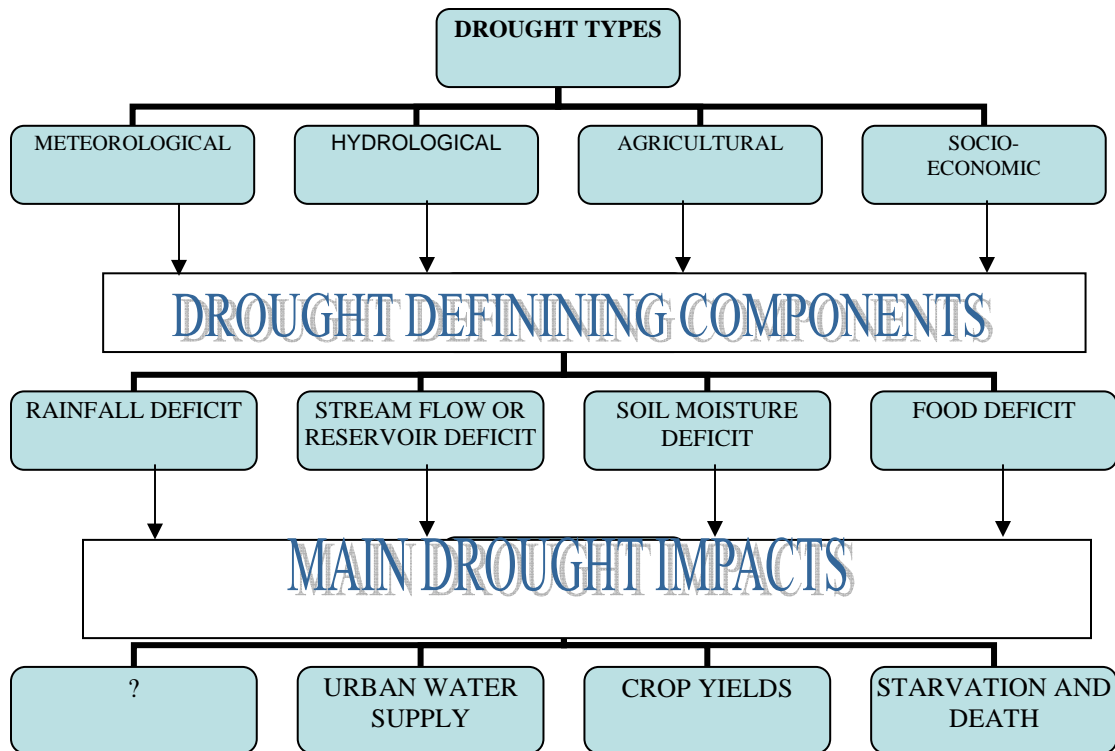 DROUGHT TYPES
METEOROLOGICAL
HYDROLOGICAL
AGRICULTURAL
SOCIO-
ECONOMIC
DROUGHT DEFINING COMPONENTS
RAINFALL DEFICIT
STREAM FLOW OR
RESERVOIR DEFICIT
SOIL MOISTURE
DEFICIT
FOOD DEFICIT
MAIN DROUGHT IMPACTS
?
URBAN WATER
SUPPLY
CROP YIELDS
STARVATION AND
DEATH